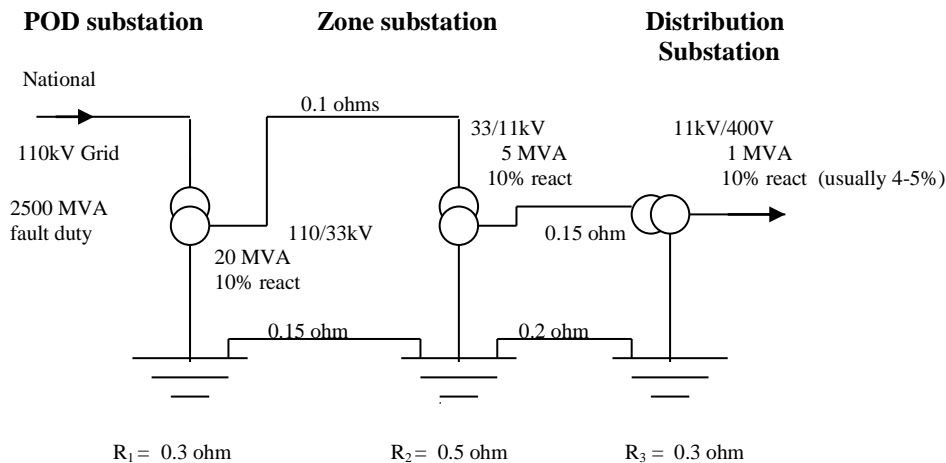 POD substation
Zone substation
Distribution
Substation
National
110kV Grid
2500 MVA
fault duty
0.1 ohms
110/33kV
20 MVA
10% react
33/11kV
5 MVA
10% react
0.15 ohm
11kV/400V
1 MVA
10% react (usually 4-5%)
0.15 ohm
0.2 ohm
R1 = 0.3 ohm
R2 = 0.5 ohm
R3 = 0.3 ohm